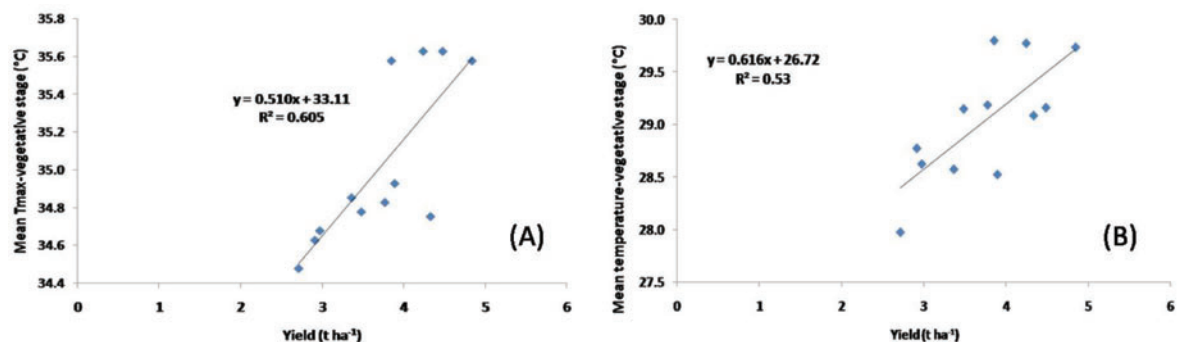 Mean Tmax-vegetative stage (°C)
35.8
35.6
35.4
35.2
35.0
34.8
34.6
34.4
y = 0.510x + 33.11
R² = 0.605
(A)
0 1 2 3 4 5 6
Yield (t ha⁻¹)
Mean temperature-vegetative stage (°C)
30.0
29.5
29.0
28.5
28.0
27.5
y = 0.616x + 26.72
R² = 0.53
(B)
0 1 2 3 4 5 6
Yield (t ha⁻¹)